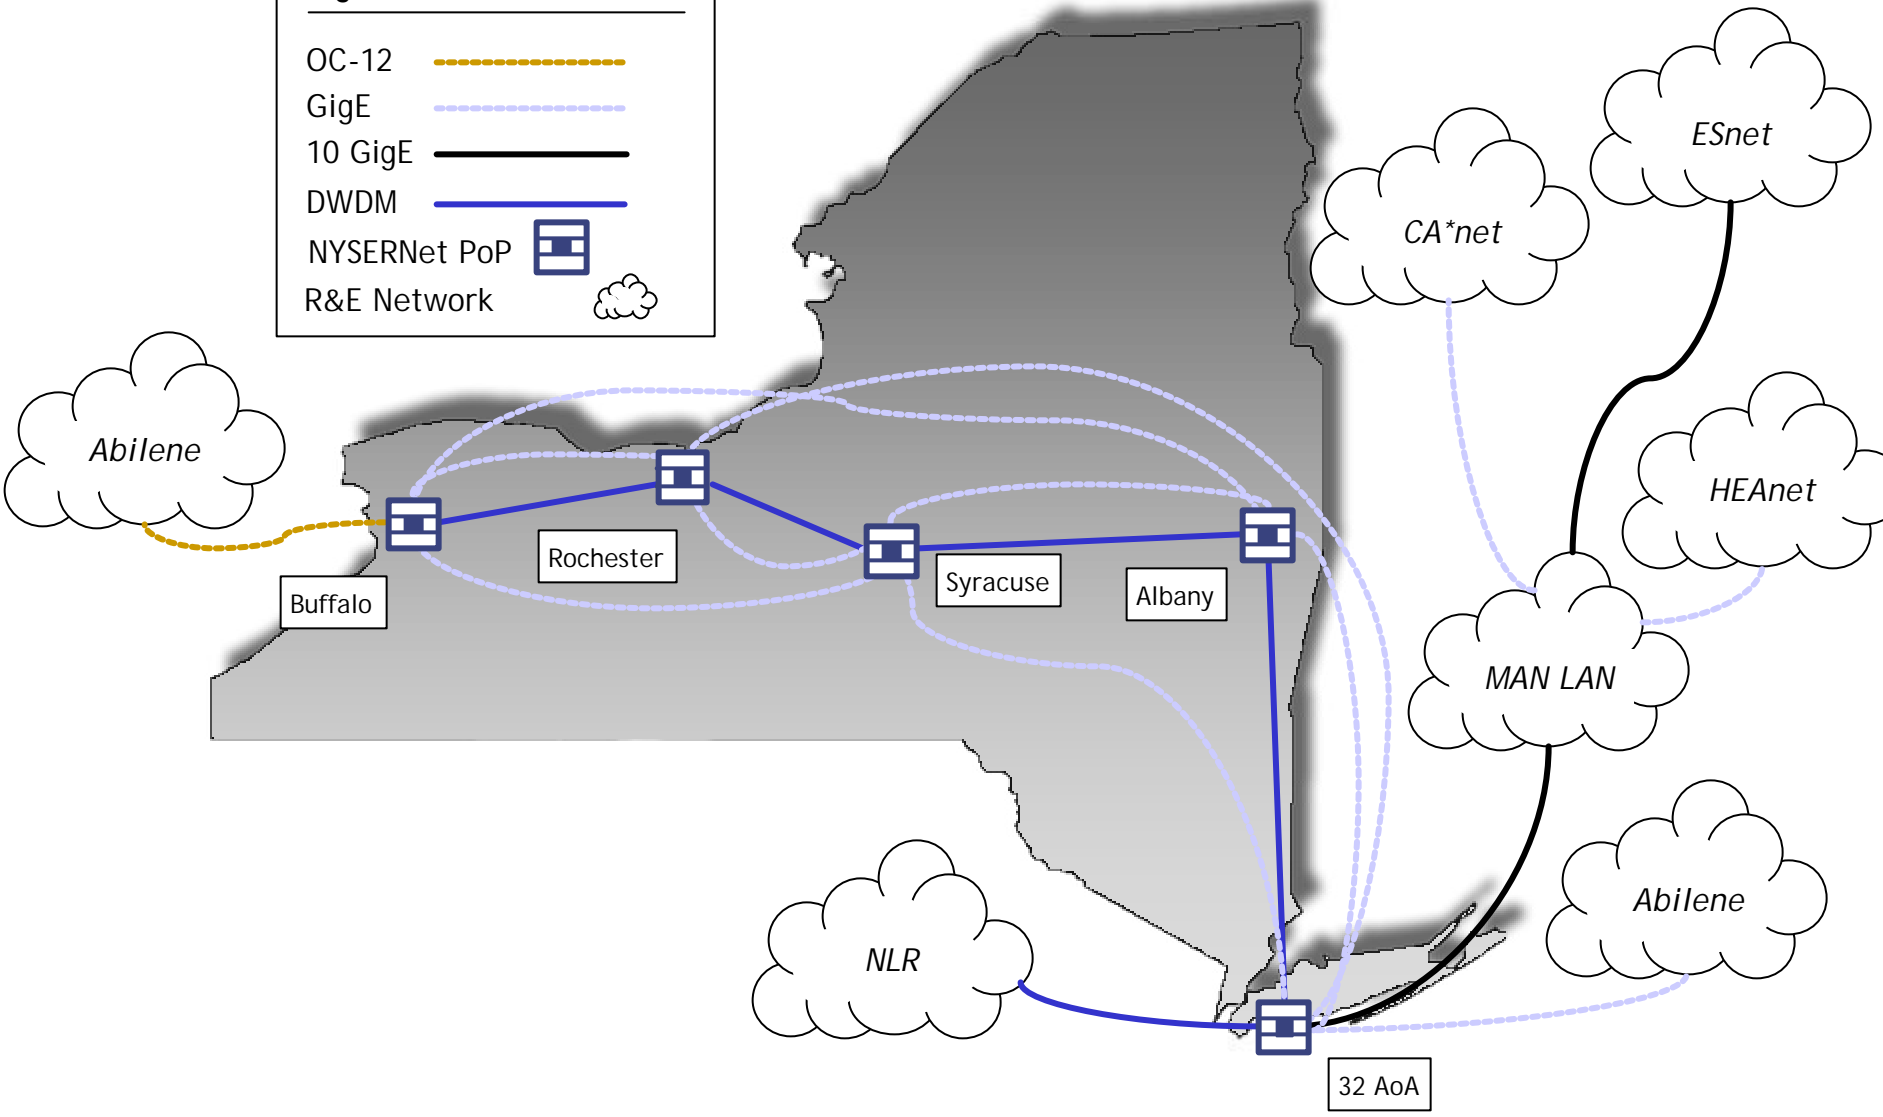 OC-12
GigE
10 GigE
DWDM
NYSERNet PoP
R&E Network
ESnet
CA*net
Abilene
HEAnet
Rochester
Syracuse
Albany
Buffalo
MAN LAN
Abilene
NLR
32 AoA